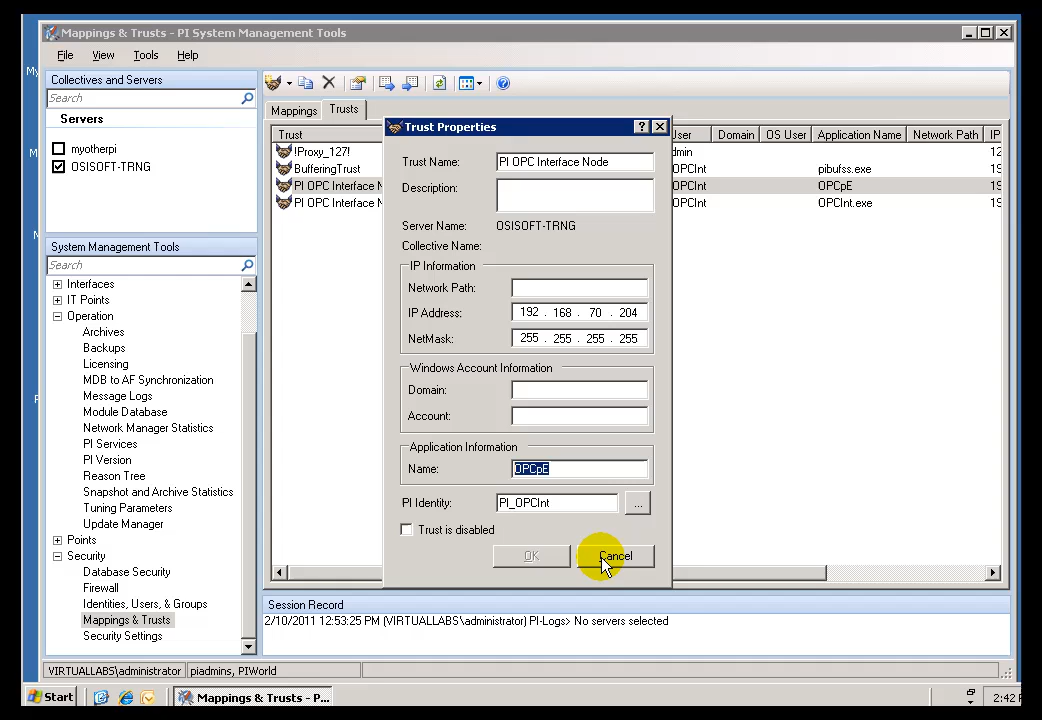 Mappings & Trusts - PI System Management Tools
File View Tools Help
Collectives and Servers
Search
Servers
myotherpi
OSISOFT-TRNG
System Management Tools
Search
Interfaces
IT Points
Operation
Archives
Backups
Licensing
MDB to AF Synchronization
Message Logs
Module Database
Network Manager Statistics
PI Services
PI Version
Reason Tree
Snapshot and Archive Statistics
Tuning Parameters
Update Manager
Points
Security
Database Security
Firewall
Identities, Users, & Groups
Mappings & Trusts
Security Settings
Mappings Trusts
Trust User Domain OS User Application Name Network Path IP
!Proxy_127! dmin 12
BufferingTrust OPCInt pibufss.exe 19
PI OPC Interface N OPCInt OPCpE 19
PI OPC Interface N OPCInt OPCInt.exe 19
Trust Properties
Trust Name: PI OPC Interface Node
Description:
Server Name: OSISOFT-TRNG
Collective Name:
IP Information
Network Path:
IP Address: 192 . 168 . 70 . 204
NetMask: 255 . 255 . 255 . 255
Windows Account Information
Domain:
Account:
Application Information
Name: OPCpE
PI Identity: PI_OPCInt ...
Trust is disabled
OK Cancel
Session Record
2/10/2011 12:53:25 PM (VIRTUALLABS\administrator) PI-Logs> No servers selected
VIRTUALLABS\administrator piadmins, PIWorld
Start Mappings & Trusts - P... 2:42